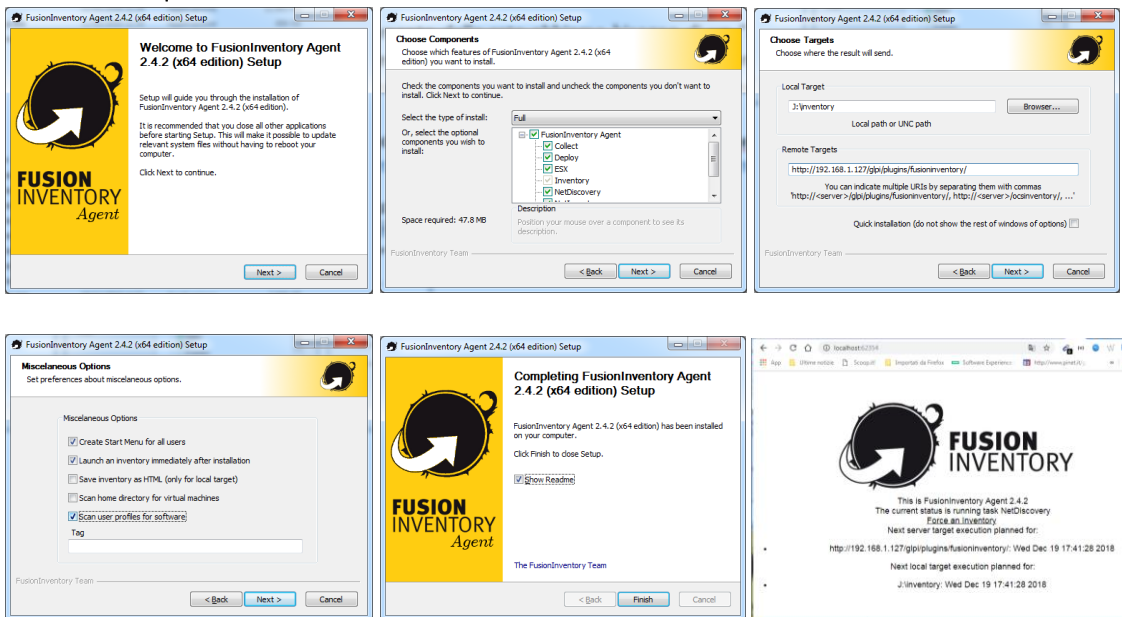 FusionInventory Agent 2.4.2 (x64 edition) Setup
Welcome to FusionInventory Agent
2.4.2 (x64 edition) Setup
Setup will guide you through the installation of
FusionInventory Agent 2.4.2 (x64 edition).
It is recommended that you close all other applications
before starting Setup. This will make it possible to update
relevant system files without having to reboot your
computer.
Click Next to continue.
FUSION
INVENTORY
Agent
Next >
Cancel
FusionInventory Agent 2.4.2 (x64 edition) Setup
Choose Components
Choose which features of FusionInventory Agent 2.4.2 (x64
edition) you want to install.
Check the components you want to install and uncheck the components you don't want to
install. Click Next to continue.
Select the type of install:
Full
Or, select the optional
components you wish to
install:
FusionInventory Agent
Collect
Deploy
ESX
Inventory
NetDiscovery
Space required: 47.8 MB
Description
Position your mouse over a component to see its
description.
FusionInventory Team
< Back
Next >
Cancel
FusionInventory Agent 2.4.2 (x64 edition) Setup
Choose Targets
Choose where the result will send.
Local Target
J:\inventory
Browser...
Local path or UNC path
Remote Targets
http://192.168.1.127/glpi/plugins/fusioninventory/
You can indicate multiple URIs by separating them with commas
'http://<server>/glpi/plugins/fusioninventory/, http://<server>/ocsinventory/, ...'
Quick installation (do not show the rest of windows of options)
FusionInventory Team
< Back
Next >
Cancel
FusionInventory Agent 2.4.2 (x64 edition) Setup
Miscelaneous Options
Set preferences about miscelaneous options.
Miscelaneous Options
Create Start Menu for all users
Launch an inventory immediately after installation
Save inventory as HTML (only for local target)
Scan home directory for virtual machines
Scan user profiles for software
Tag
FusionInventory Team
< Back
Next >
Cancel
FusionInventory Agent 2.4.2 (x64 edition) Setup
Completing FusionInventory Agent
2.4.2 (x64 edition) Setup
FusionInventory Agent 2.4.2 (x64 edition) has been installed
on your computer.
Click Finish to close Setup.
Show Readme
FUSION
INVENTORY
Agent
The FusionInventory Team
< Back
Finish
Cancel
localhost:62354
App
Ultime notizie
Scoop.it!
Importati da Firefox
Software Esperience
FUSION
INVENTORY
This is FusionInventory Agent 2.4.2
The current status is running task NetDiscovery
Force an Inventory
Next server target execution planned for:
http://192.168.1.127/glpi/plugins/fusioninventory/: Wed Dec 19 17:41:28 2018
Next local target execution planned for:
J:\inventory: Wed Dec 19 17:41:28 2018